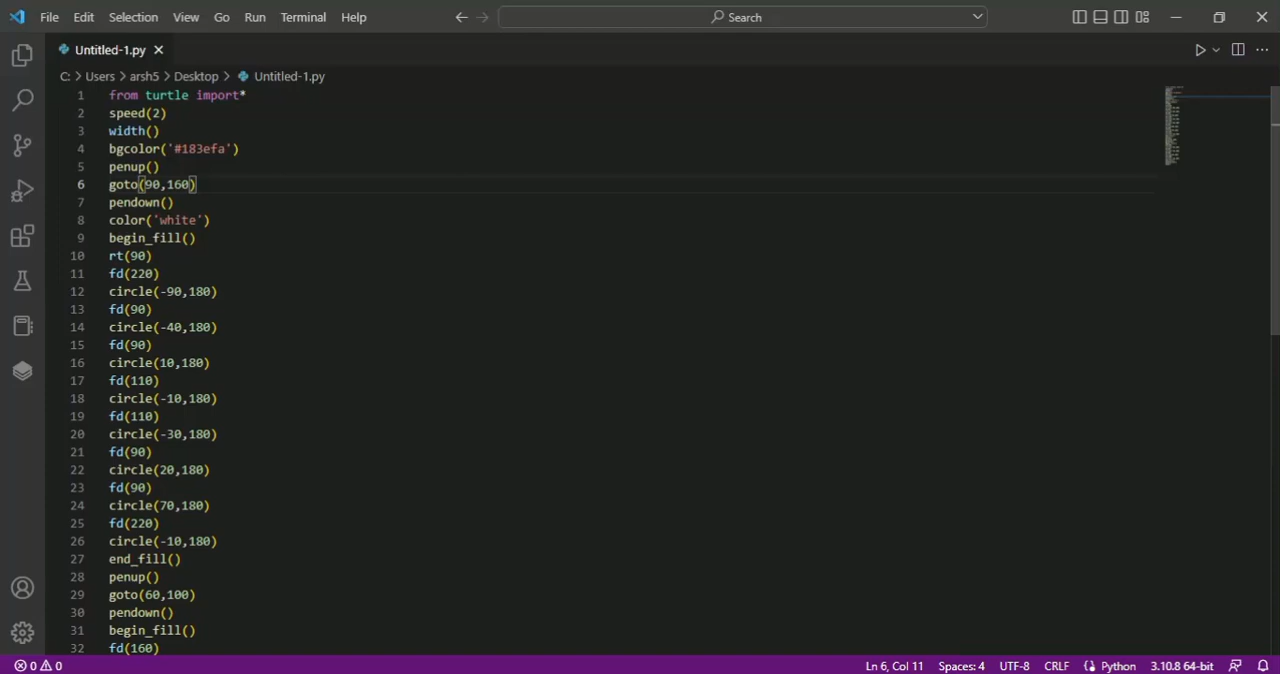 File Edit Selection View Go Run Terminal Help Search
Untitled-1.py
C: > Users > arsh5 > Desktop > Untitled-1.py
1 from turtle import*
2 speed(2)
3 width()
4 bgcolor('#183efa')
5 penup()
6 goto(90,160)
7 pendown()
8 color('white')
9 begin_fill()
10 rt(90)
11 fd(220)
12 circle(-90,180)
13 fd(90)
14 circle(-40,180)
15 fd(90)
16 circle(10,180)
17 fd(110)
18 circle(-10,180)
19 fd(110)
20 circle(-30,180)
21 fd(90)
22 circle(20,180)
23 fd(90)
24 circle(70,180)
25 fd(220)
26 circle(-10,180)
27 end_fill()
28 penup()
29 goto(60,100)
30 pendown()
31 begin_fill()
32 fd(160)
0 0 Ln 6, Col 11 Spaces: 4 UTF-8 CRLF Python 3.10.8 64-bit